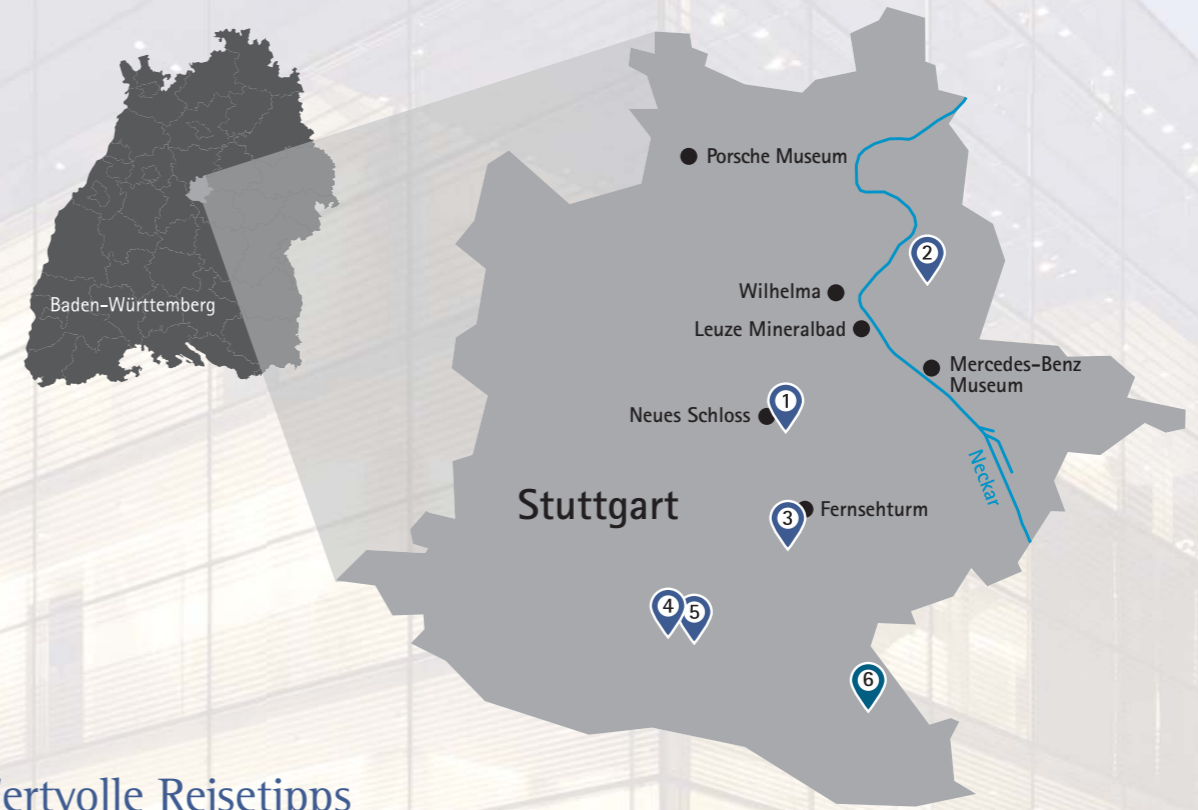 Baden-Württemberg
Porsche Museum
2
Wilhelma
Leuze Mineralbad
Mercedes-Benz
Museum
1
Neues Schloss
Neckar
Stuttgart
3
Fernsehturm
4
5
6
Reisetipps